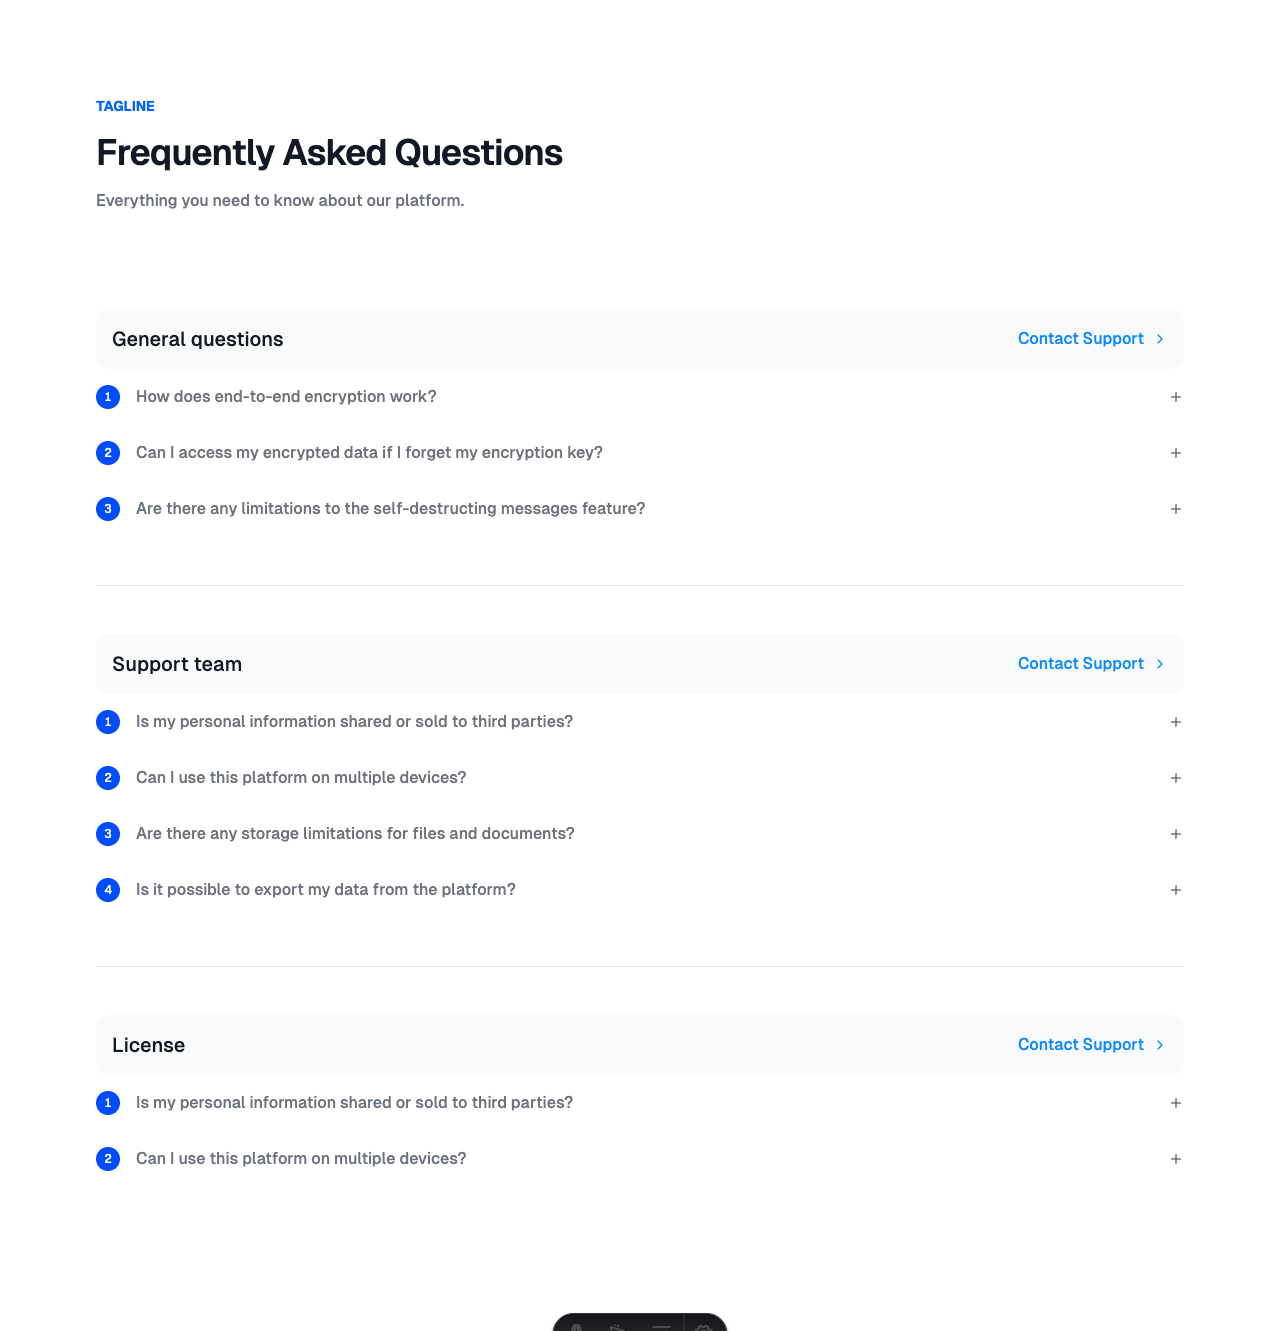 TAGLINE
Frequently Asked Questions
Everything you need to know about our platform.
General questions
Contact Support
1 How does end-to-end encryption work?
2 Can I access my encrypted data if I forget my encryption key?
3 Are there any limitations to the self-destructing messages feature?
Support team
Contact Support
1 Is my personal information shared or sold to third parties?
2 Can I use this platform on multiple devices?
3 Are there any storage limitations for files and documents?
4 Is it possible to export my data from the platform?
License
Contact Support
1 Is my personal information shared or sold to third parties?
2 Can I use this platform on multiple devices?